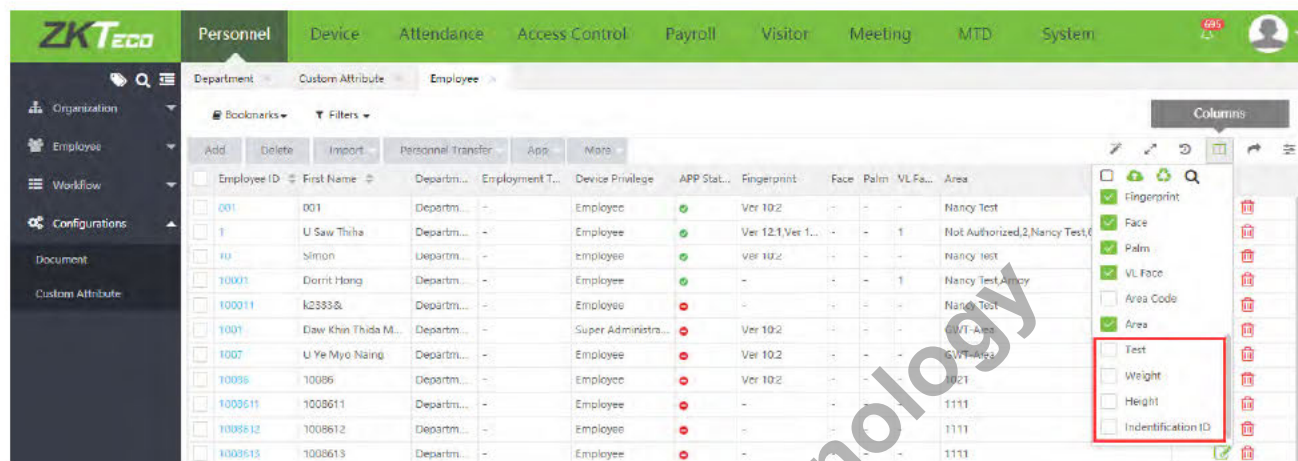 ZKTeco Personnel Device Attendance Access Control Payroll Visitor Meeting MTD System 695
Department Custom Attribute Employee
Organization
Bookmarks Filters
Columns
Employee
Add Delete Import Personnel Transfer App More
Workflow
Employee ID First Name Departm... Employment T... Device Privilege APP Stat... Fingerprint Face Palm VL Fa... Area
Fingerprint
001 001 Departm... - Employee Ver 10:2 - - - Nancy Test
Face
Configurations
1 U Saw Thiha Departm... - Employee Ver 12:1,Ver 1... - - 1 Not Authorized,2,Nancy Test,6
Palm
Document
10 Simon Departm... - Employee Ver 10:2 - - - Nancy Test
VL Face
10001 Dorrit Hong Departm... - Employee - - - 1 Nancy Test,Amoy
Custom Attribute
Area Code
100011 k2333& Departm... - Employee - - - - Nancy Test
Area
1001 Daw Khin Thida M... Departm... - Super Administra... Ver 10:2 - - - GWT-Area
Test
1007 U Ye Myo Naing Departm... - Employee Ver 10:2 - - - GWT-Area
Weight
10086 10086 Departm... - Employee Ver 10:2 - - - 1021
Height
1008611 1008611 Departm... - Employee - - - - 1111
Indentification ID
1008612 1008612 Departm... - Employee - - - - 1111
1008613 1008613 Departm... - Employee - - - - 1111
nology